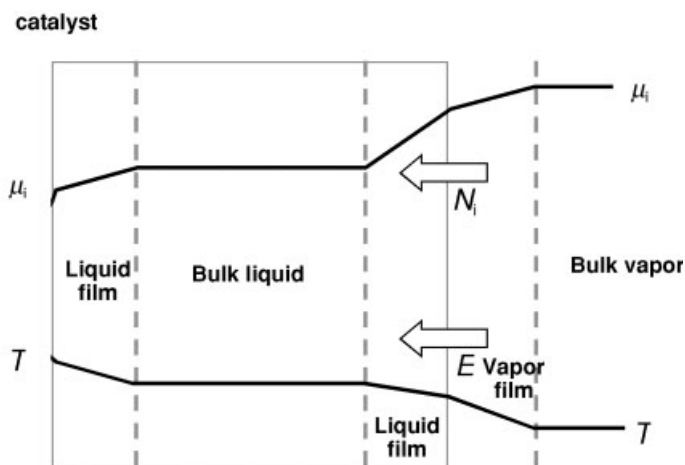 catalyst
μi
μi
Ni
Liquid
film
Bulk liquid
Bulk vapor
T
E Vapor
film
Liquid
film
T